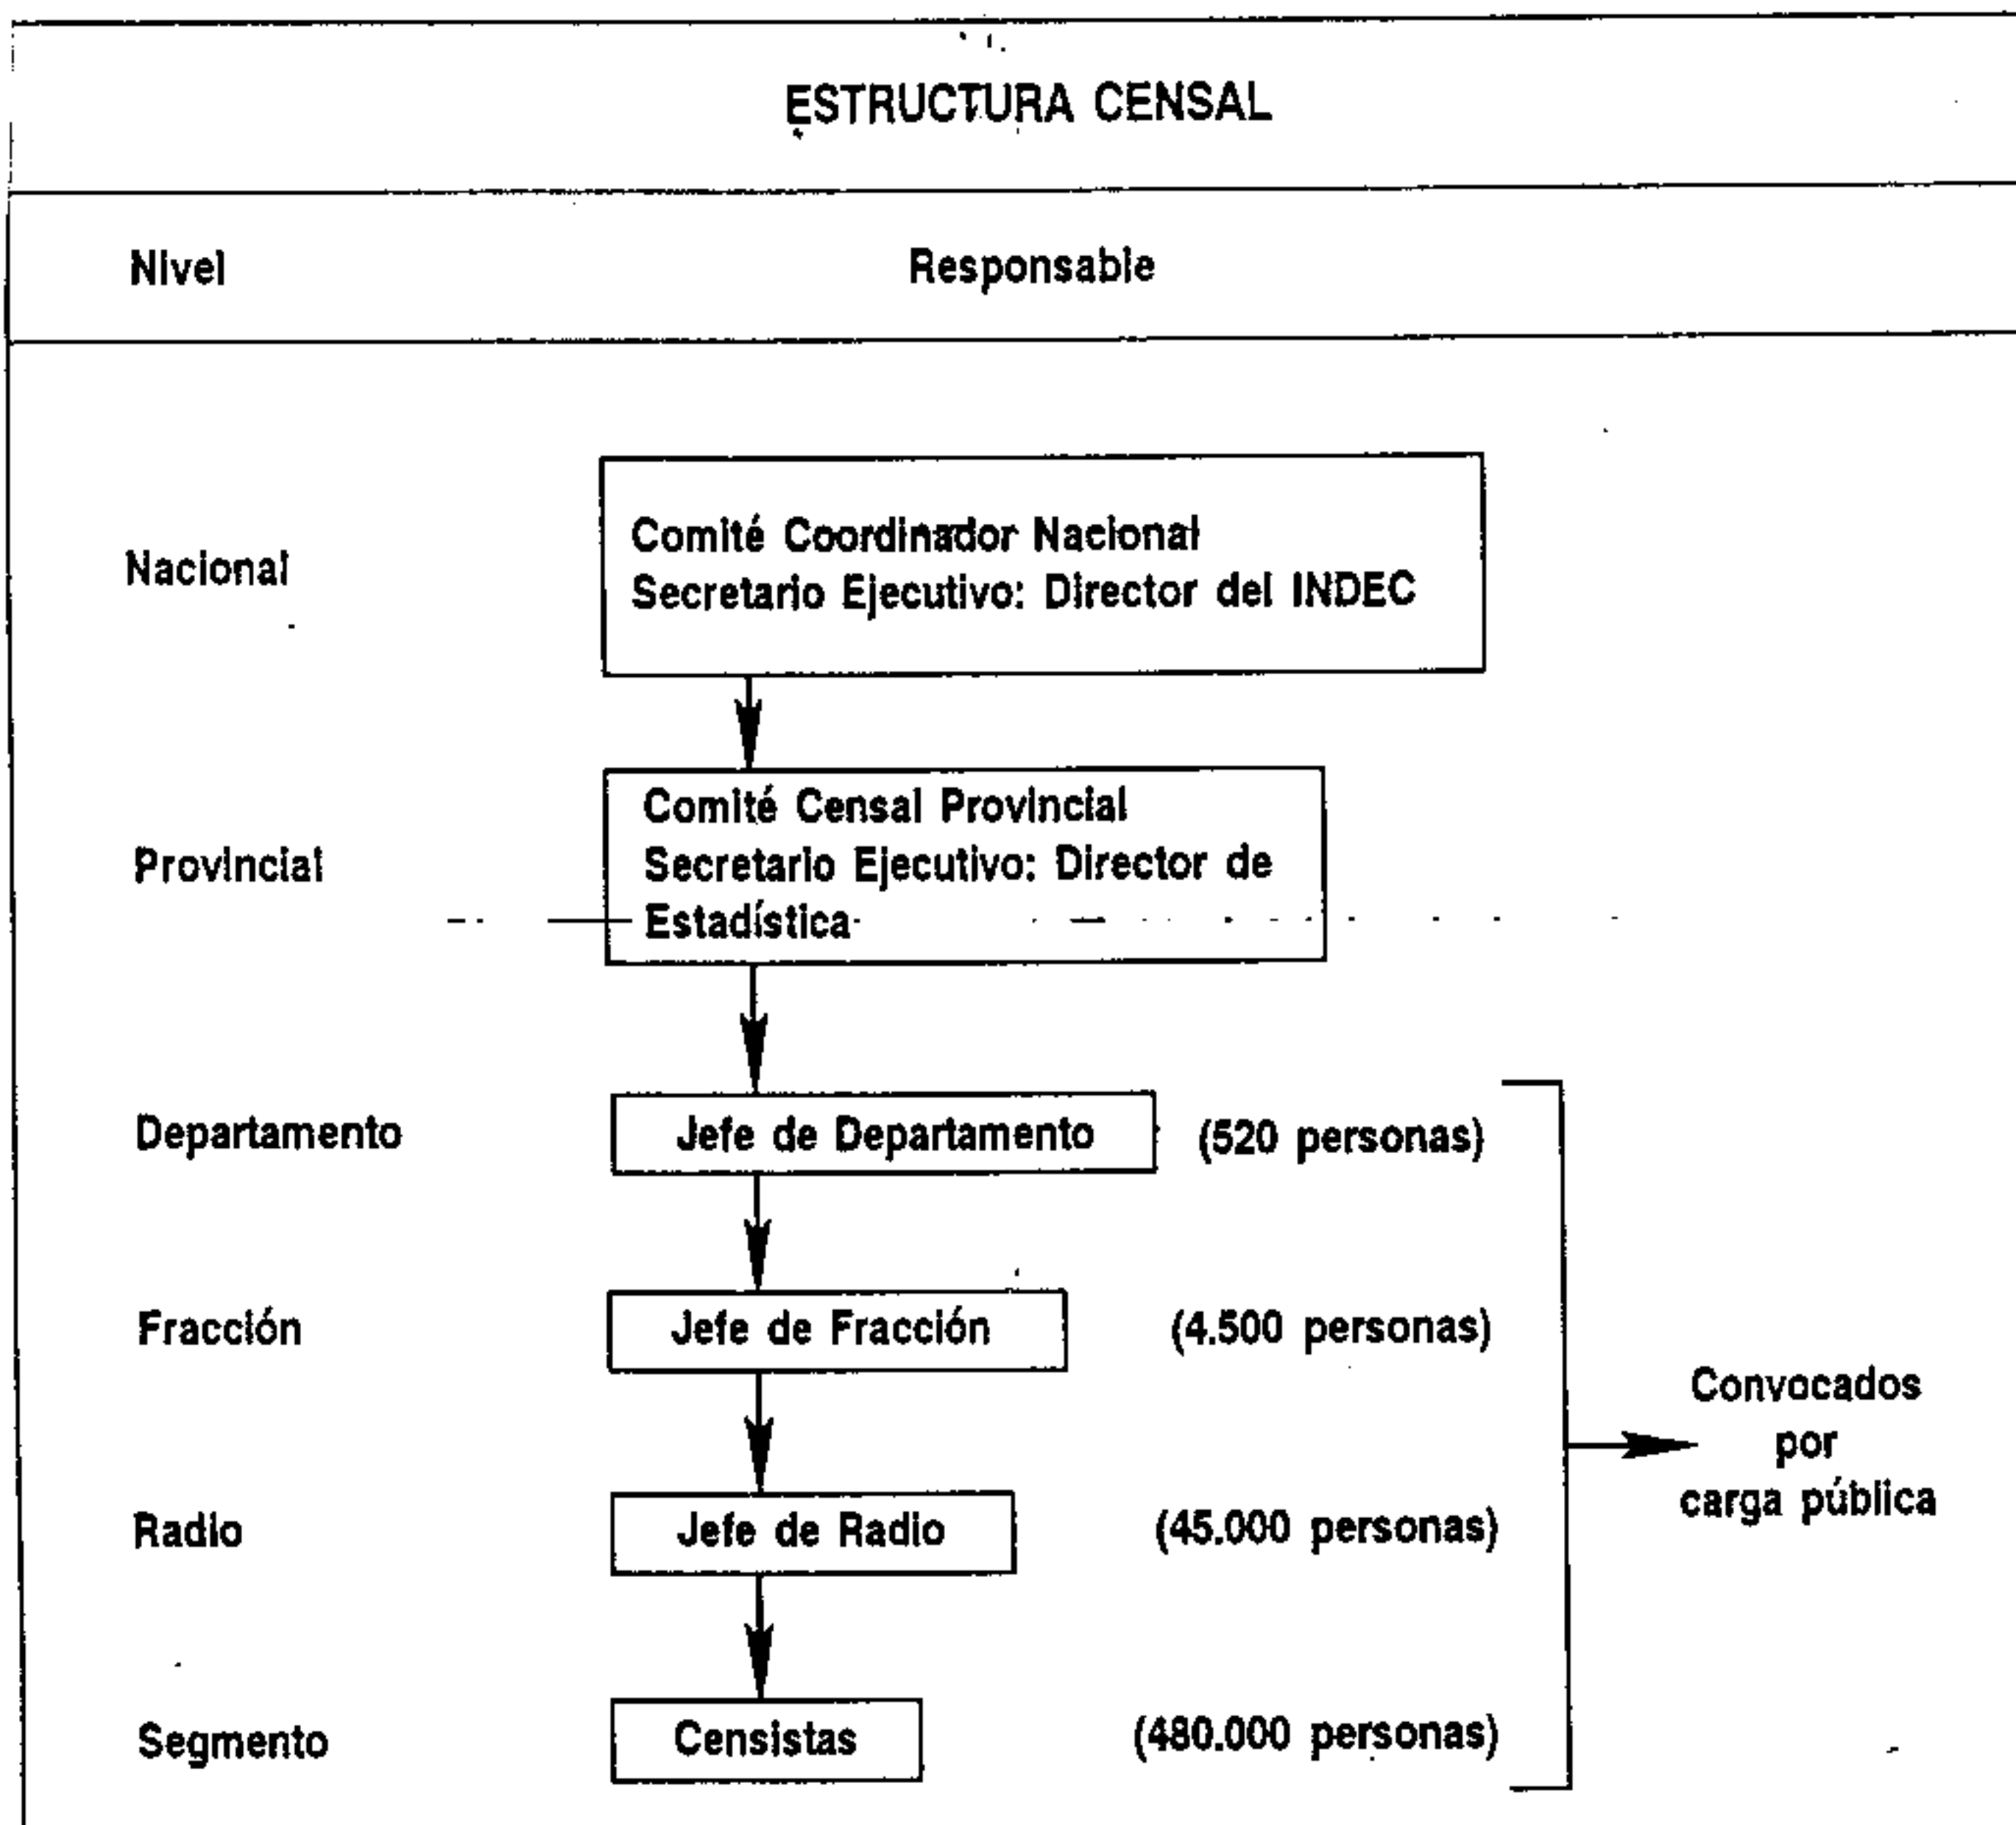 ESTRUCTURA CENSAL
Nivel Responsable
Nacional
Comité Coordinador Nacional
Secretario Ejecutivo: Director del INDEC
Provincial
Comité Censal Provincial
Secretario Ejecutivo: Director de
Estadística
Departamento Jefe de Departamento (520 personas)
Fracción Jefe de Fracción (4.500 personas)
Radio Jefe de Radio (45.000 personas)
Segmento Censistas (480.000 personas)
Convocados
por
carga pública